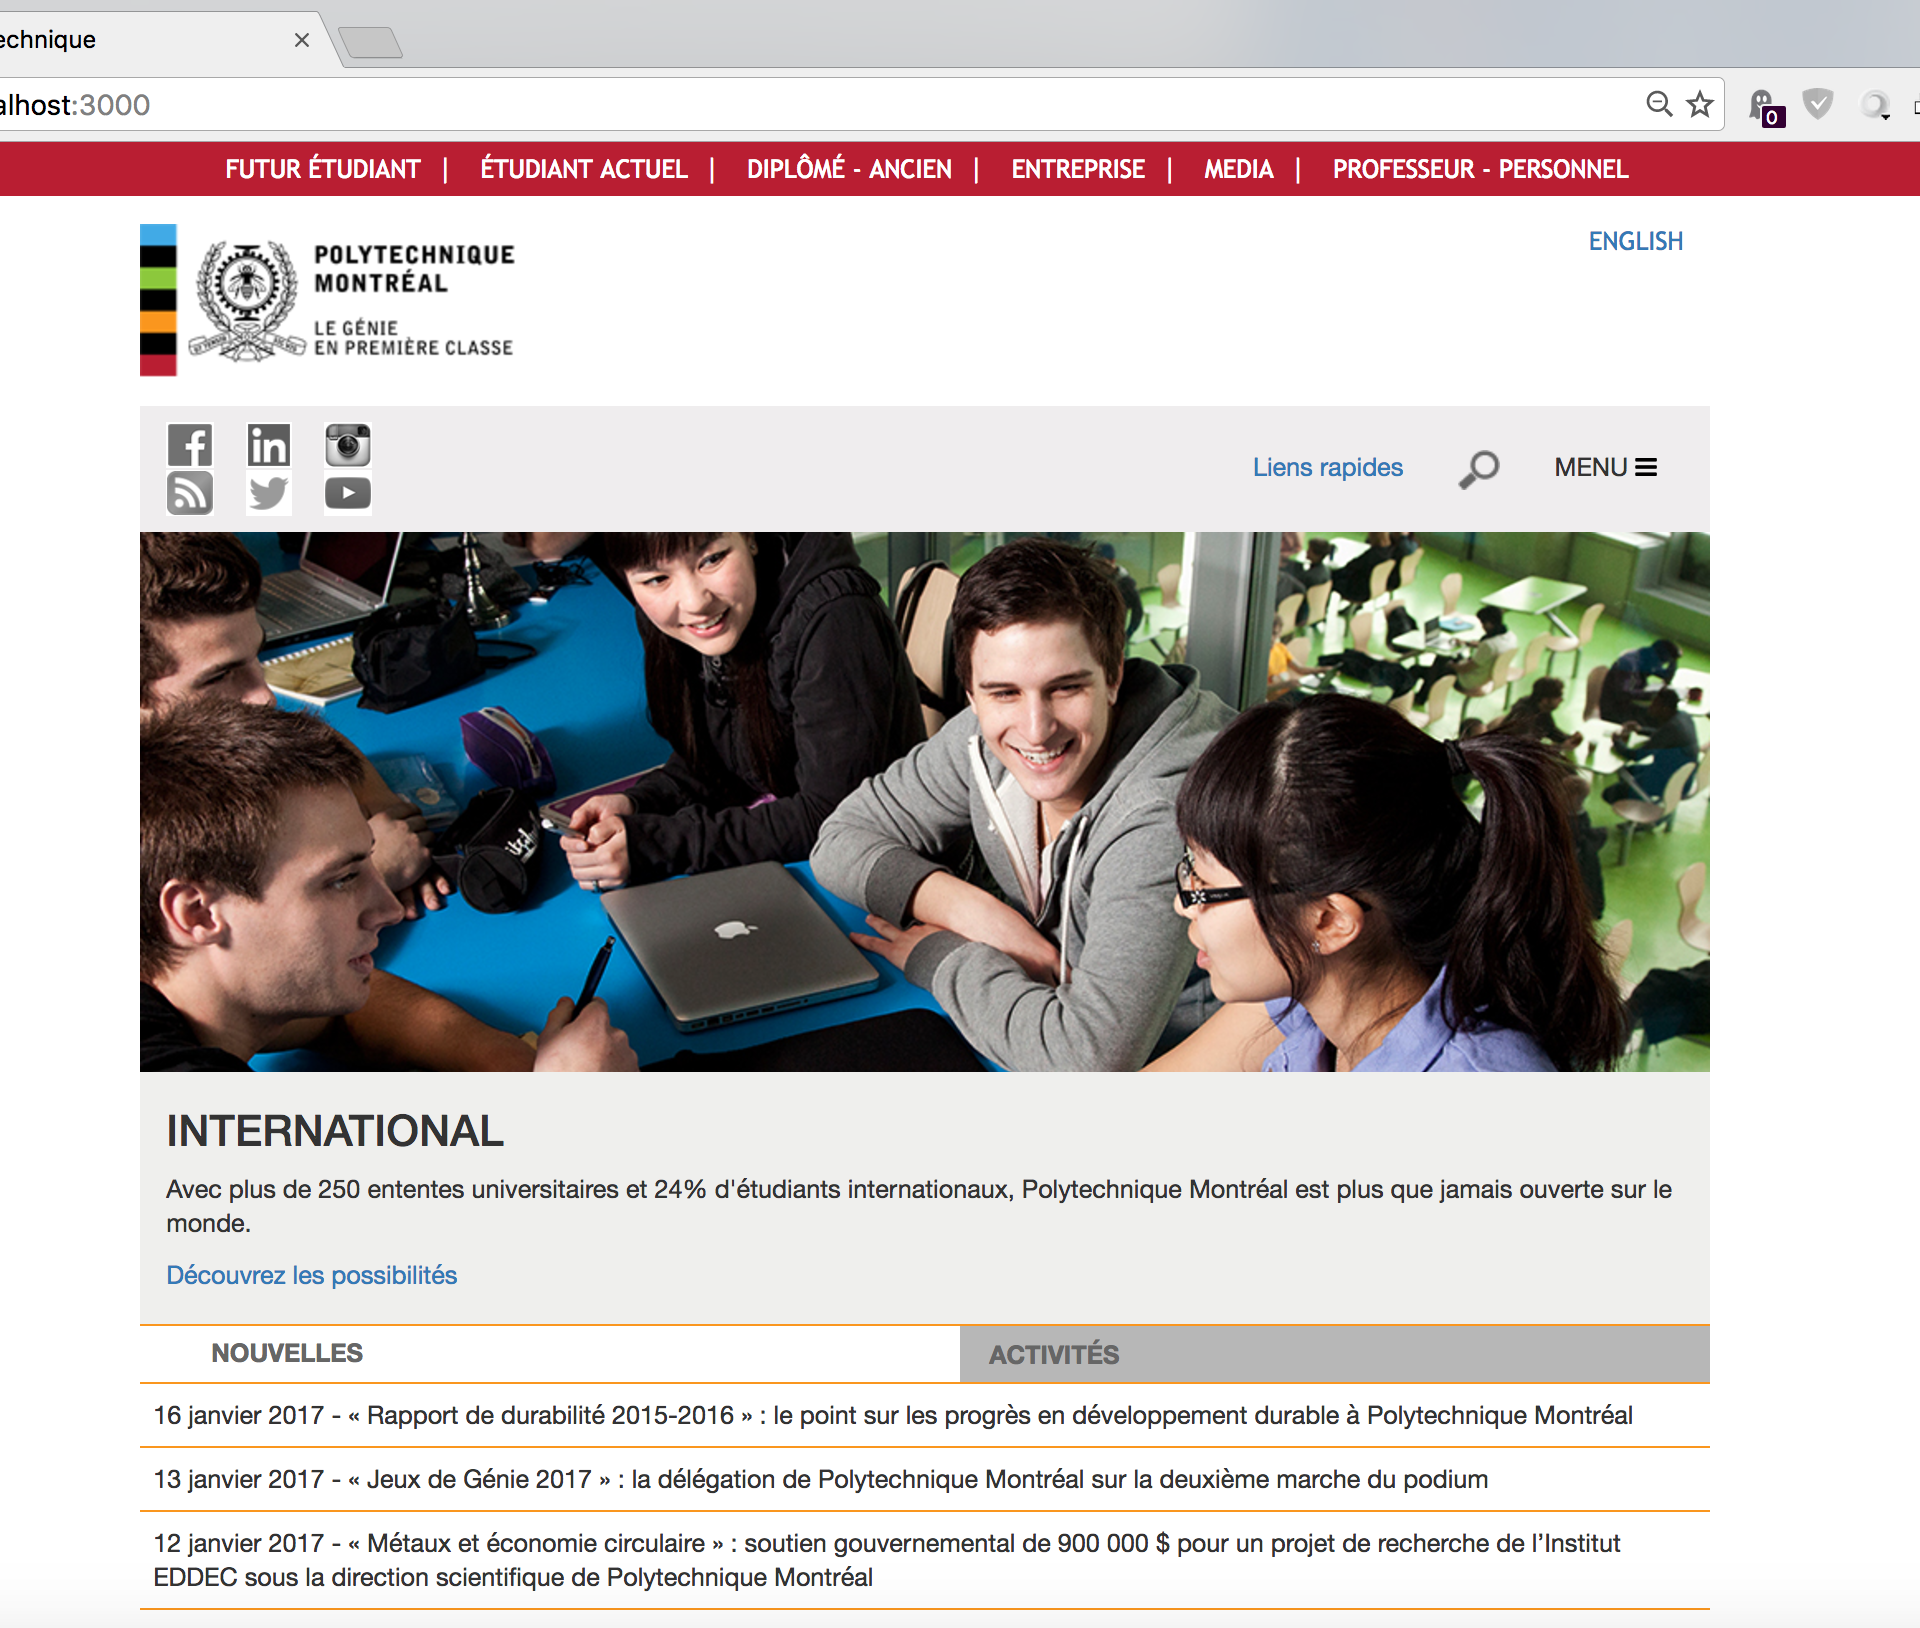 echnique
alhost:3000
0
FUTUR ÉTUDIANT | ÉTUDIANT ACTUEL | DIPLÔMÉ - ANCIEN | ENTREPRISE | MEDIA | PROFESSEUR - PERSONNEL
ENGLISH
POLYTECHNIQUE
MONTRÉAL
LE GÉNIE
EN PREMIÈRE CLASSE
f in
Liens rapides MENU
INTERNATIONAL
Avec plus de 250 ententes universitaires et 24% d'étudiants internationaux, Polytechnique Montréal est plus que jamais ouverte sur le
monde.
Découvrez les possibilités
NOUVELLES ACTIVITÉS
16 janvier 2017 - « Rapport de durabilité 2015-2016 » : le point sur les progrès en développement durable à Polytechnique Montréal
13 janvier 2017 - « Jeux de Génie 2017 » : la délégation de Polytechnique Montréal sur la deuxième marche du podium
12 janvier 2017 - « Métaux et économie circulaire » : soutien gouvernemental de 900 000 $ pour un projet de recherche de l’Institut
EDDEC sous la direction scientifique de Polytechnique Montréal